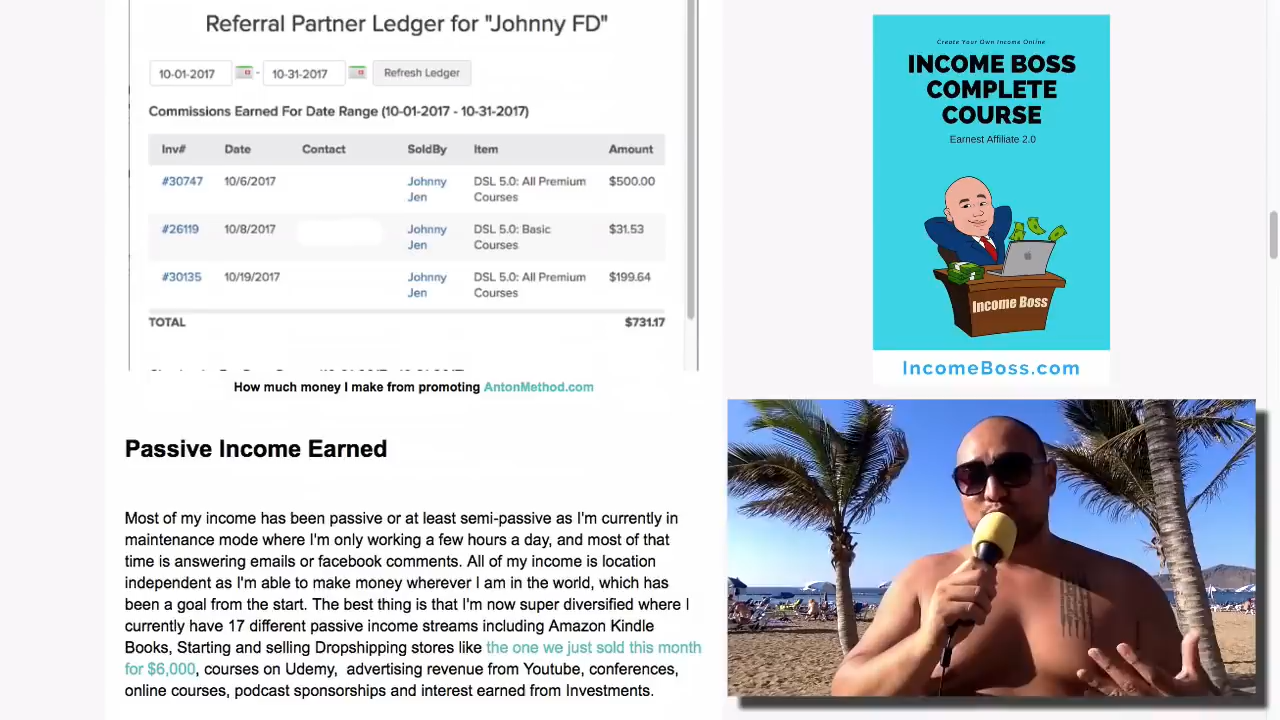 Referral Partner Ledger for "Johnny FD"
10-01-2017 - 10-31-2017 Refresh Ledger
Commissions Earned For Date Range (10-01-2017 - 10-31-2017)
Inv# Date Contact SoldBy Item Amount
#30747 10/6/2017 Johnny Jen DSL 5.0: All Premium Courses $500.00
#26119 10/8/2017 Johnny Jen DSL 5.0: Basic Courses $31.53
#30135 10/19/2017 Johnny Jen DSL 5.0: All Premium Courses $199.64
TOTAL $731.17
How much money I make from promoting AntonMethod.com
Passive Income Earned
Most of my income has been passive or at least semi-passive as I'm currently in
maintenance mode where I'm only working a few hours a day, and most of that
time is answering emails or facebook comments. All of my income is location
independent as I'm able to make money wherever I am in the world, which has
been a goal from the start. The best thing is that I'm now super diversified where I
currently have 17 different passive income streams including Amazon Kindle
Books, Starting and selling Dropshipping stores like the one we just sold this month
for $6,000, courses on Udemy, advertising revenue from Youtube, conferences,
online courses, podcast sponsorships and interest earned from Investments.
Create Your Own Income Online
INCOME BOSS
COMPLETE
COURSE
Earnest Affiliate 2.0
Income Boss
IncomeBoss.com